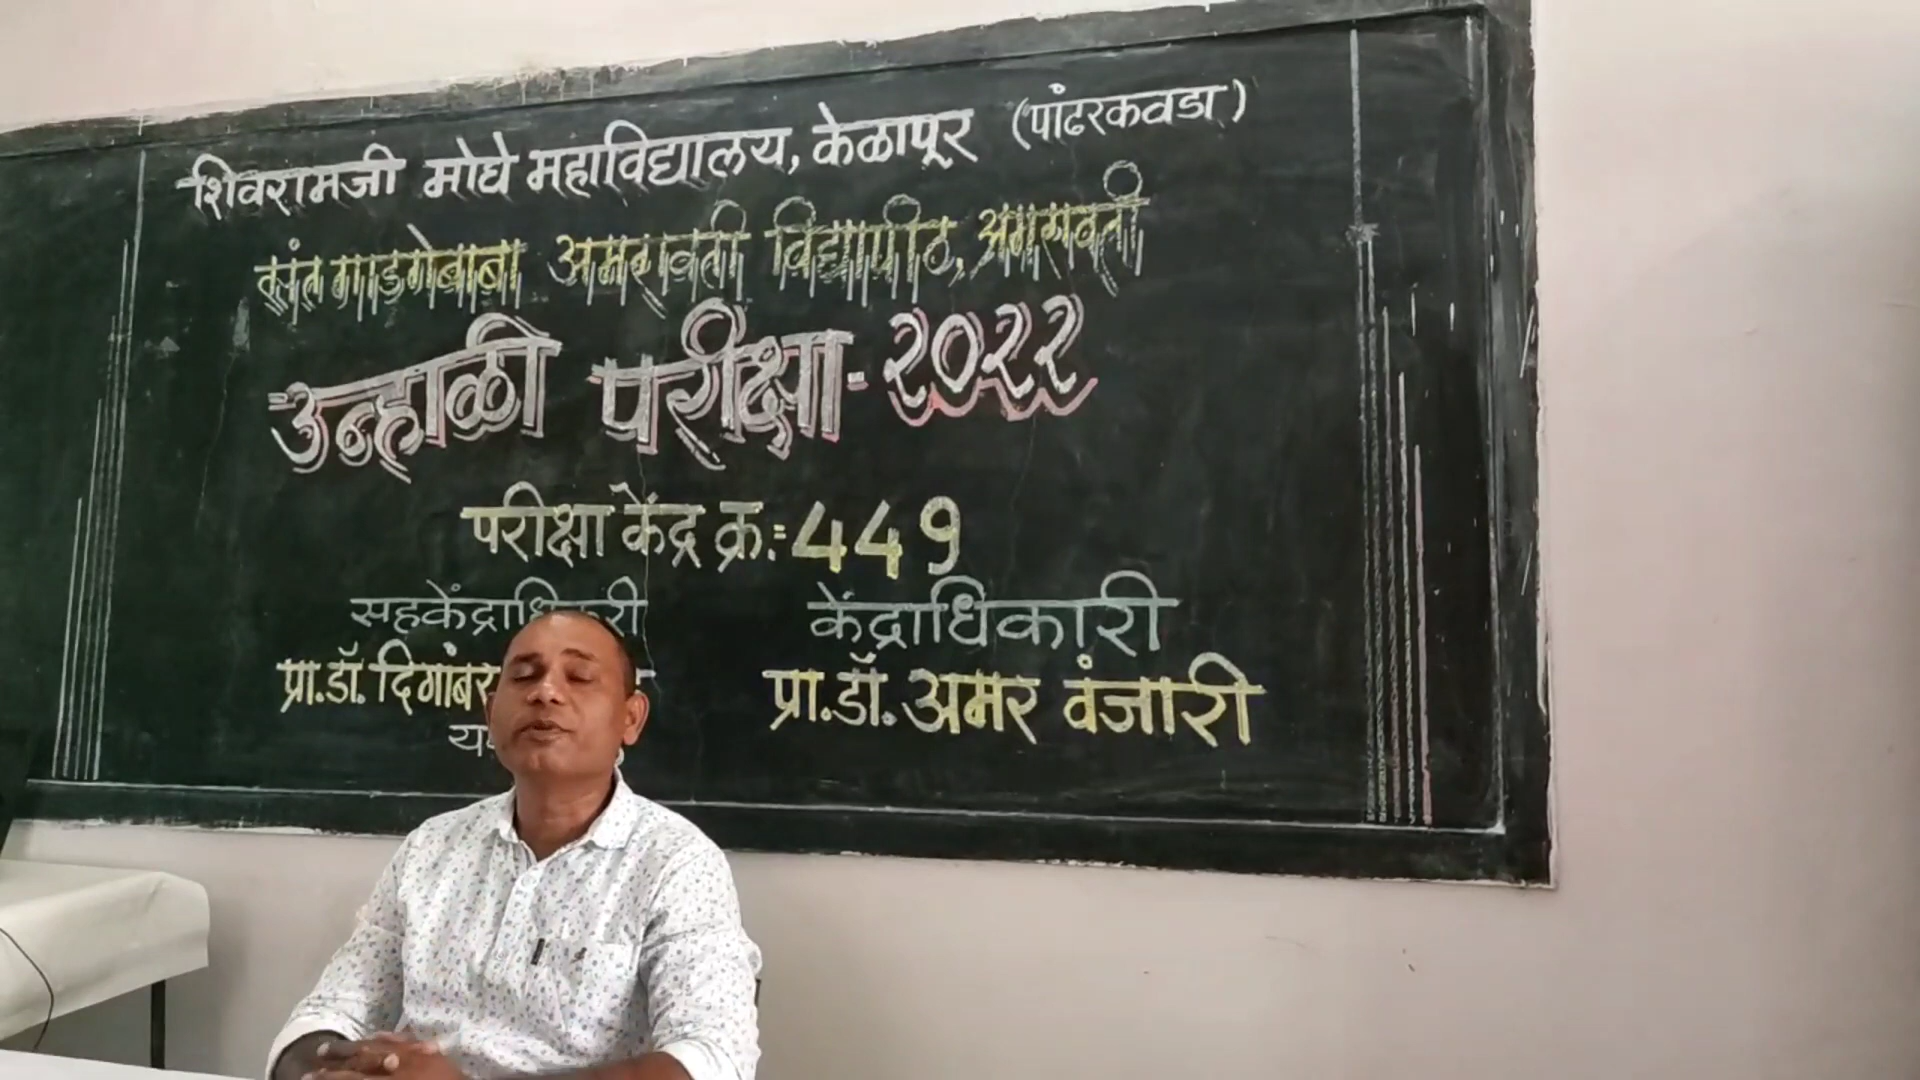 शिवरामजी मोघे महाविद्यालय, केळापूर (पांढरकवडा)
संत गाडगेबाबा अमरावती विद्यापीठ, अमरावती
उन्हाळी परीक्षा-२०२२
परीक्षा केंद्र क्र.:- 449
सहकेंद्राधिकारी केंद्राधिकारी
प्रा.डॉ. दिगांबर प्रा.डॉ. अमर वंजारी